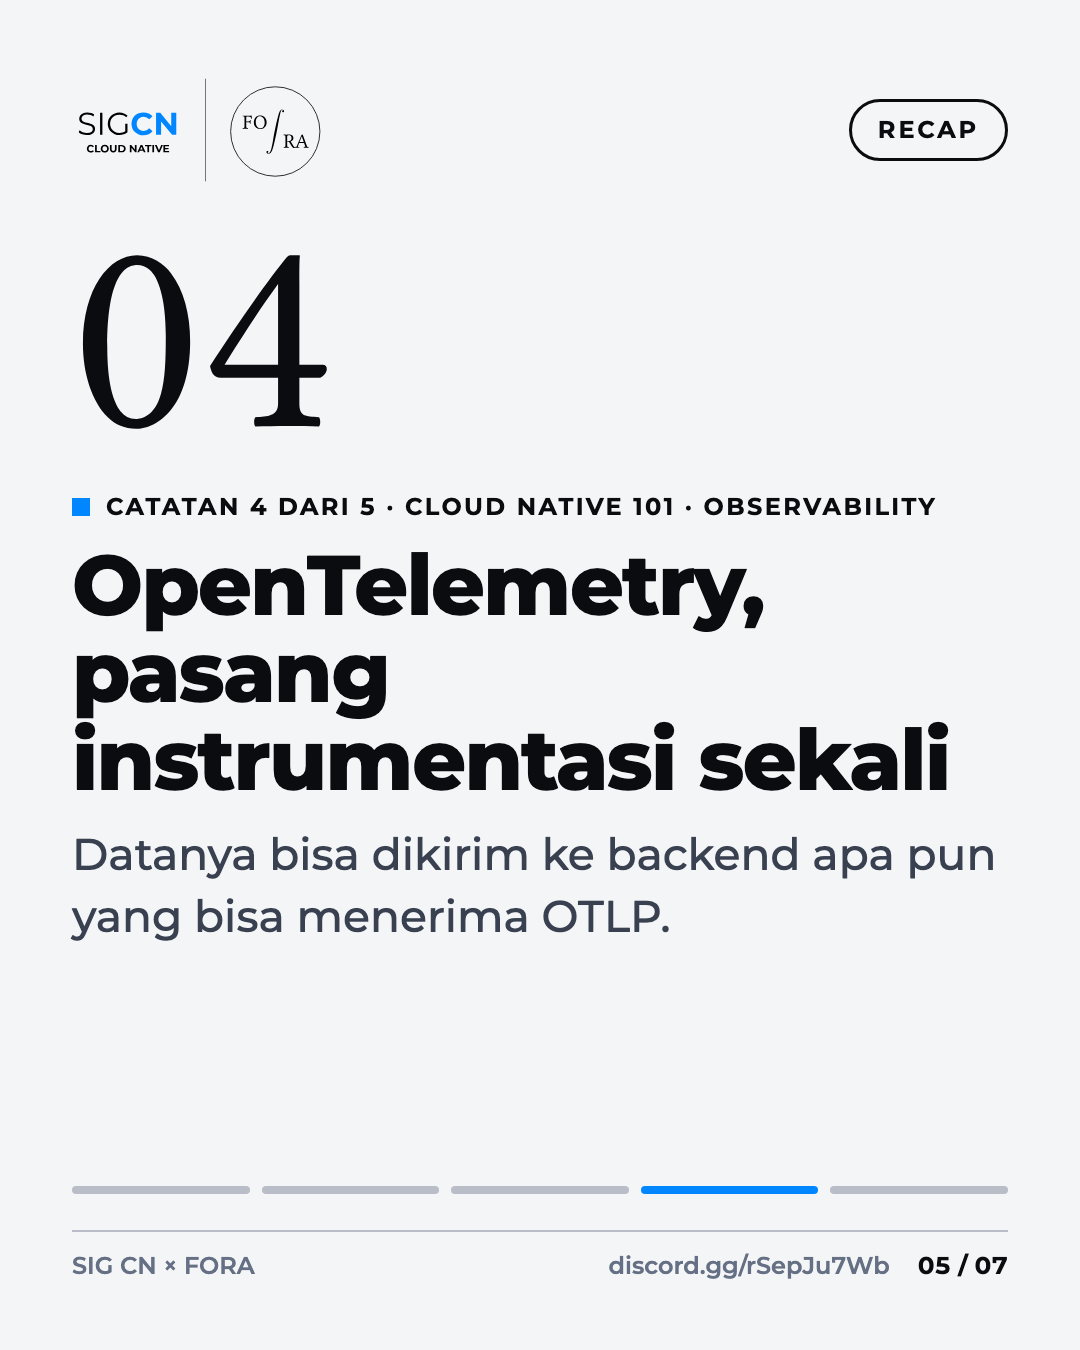 SIGCN
CLOUD NATIVE
FO
RA
RECAP
04
CATATAN 4 DARI 5 · CLOUD NATIVE 101 · OBSERVABILITY
OpenTelemetry,
pasang
instrumentasi sekali
Datanya bisa dikirim ke backend apa pun
yang bisa menerima OTLP.
SIG CN × FORA
discord.gg/rSepJu7Wb
05 / 07